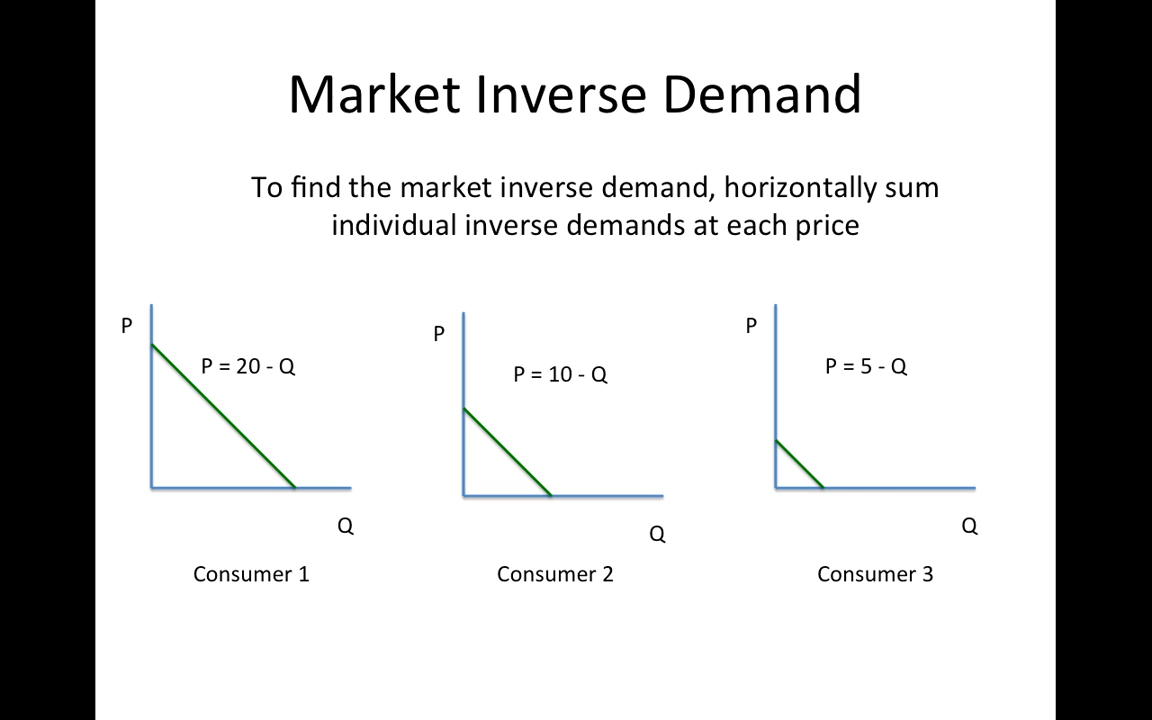 Market Inverse Demand
To find the market inverse demand, horizontally sum
individual inverse demands at each price
P
P = 20 - Q
Q
Consumer 1
P
P = 10 - Q
Q
Consumer 2
P
P = 5 - Q
Q
Consumer 3